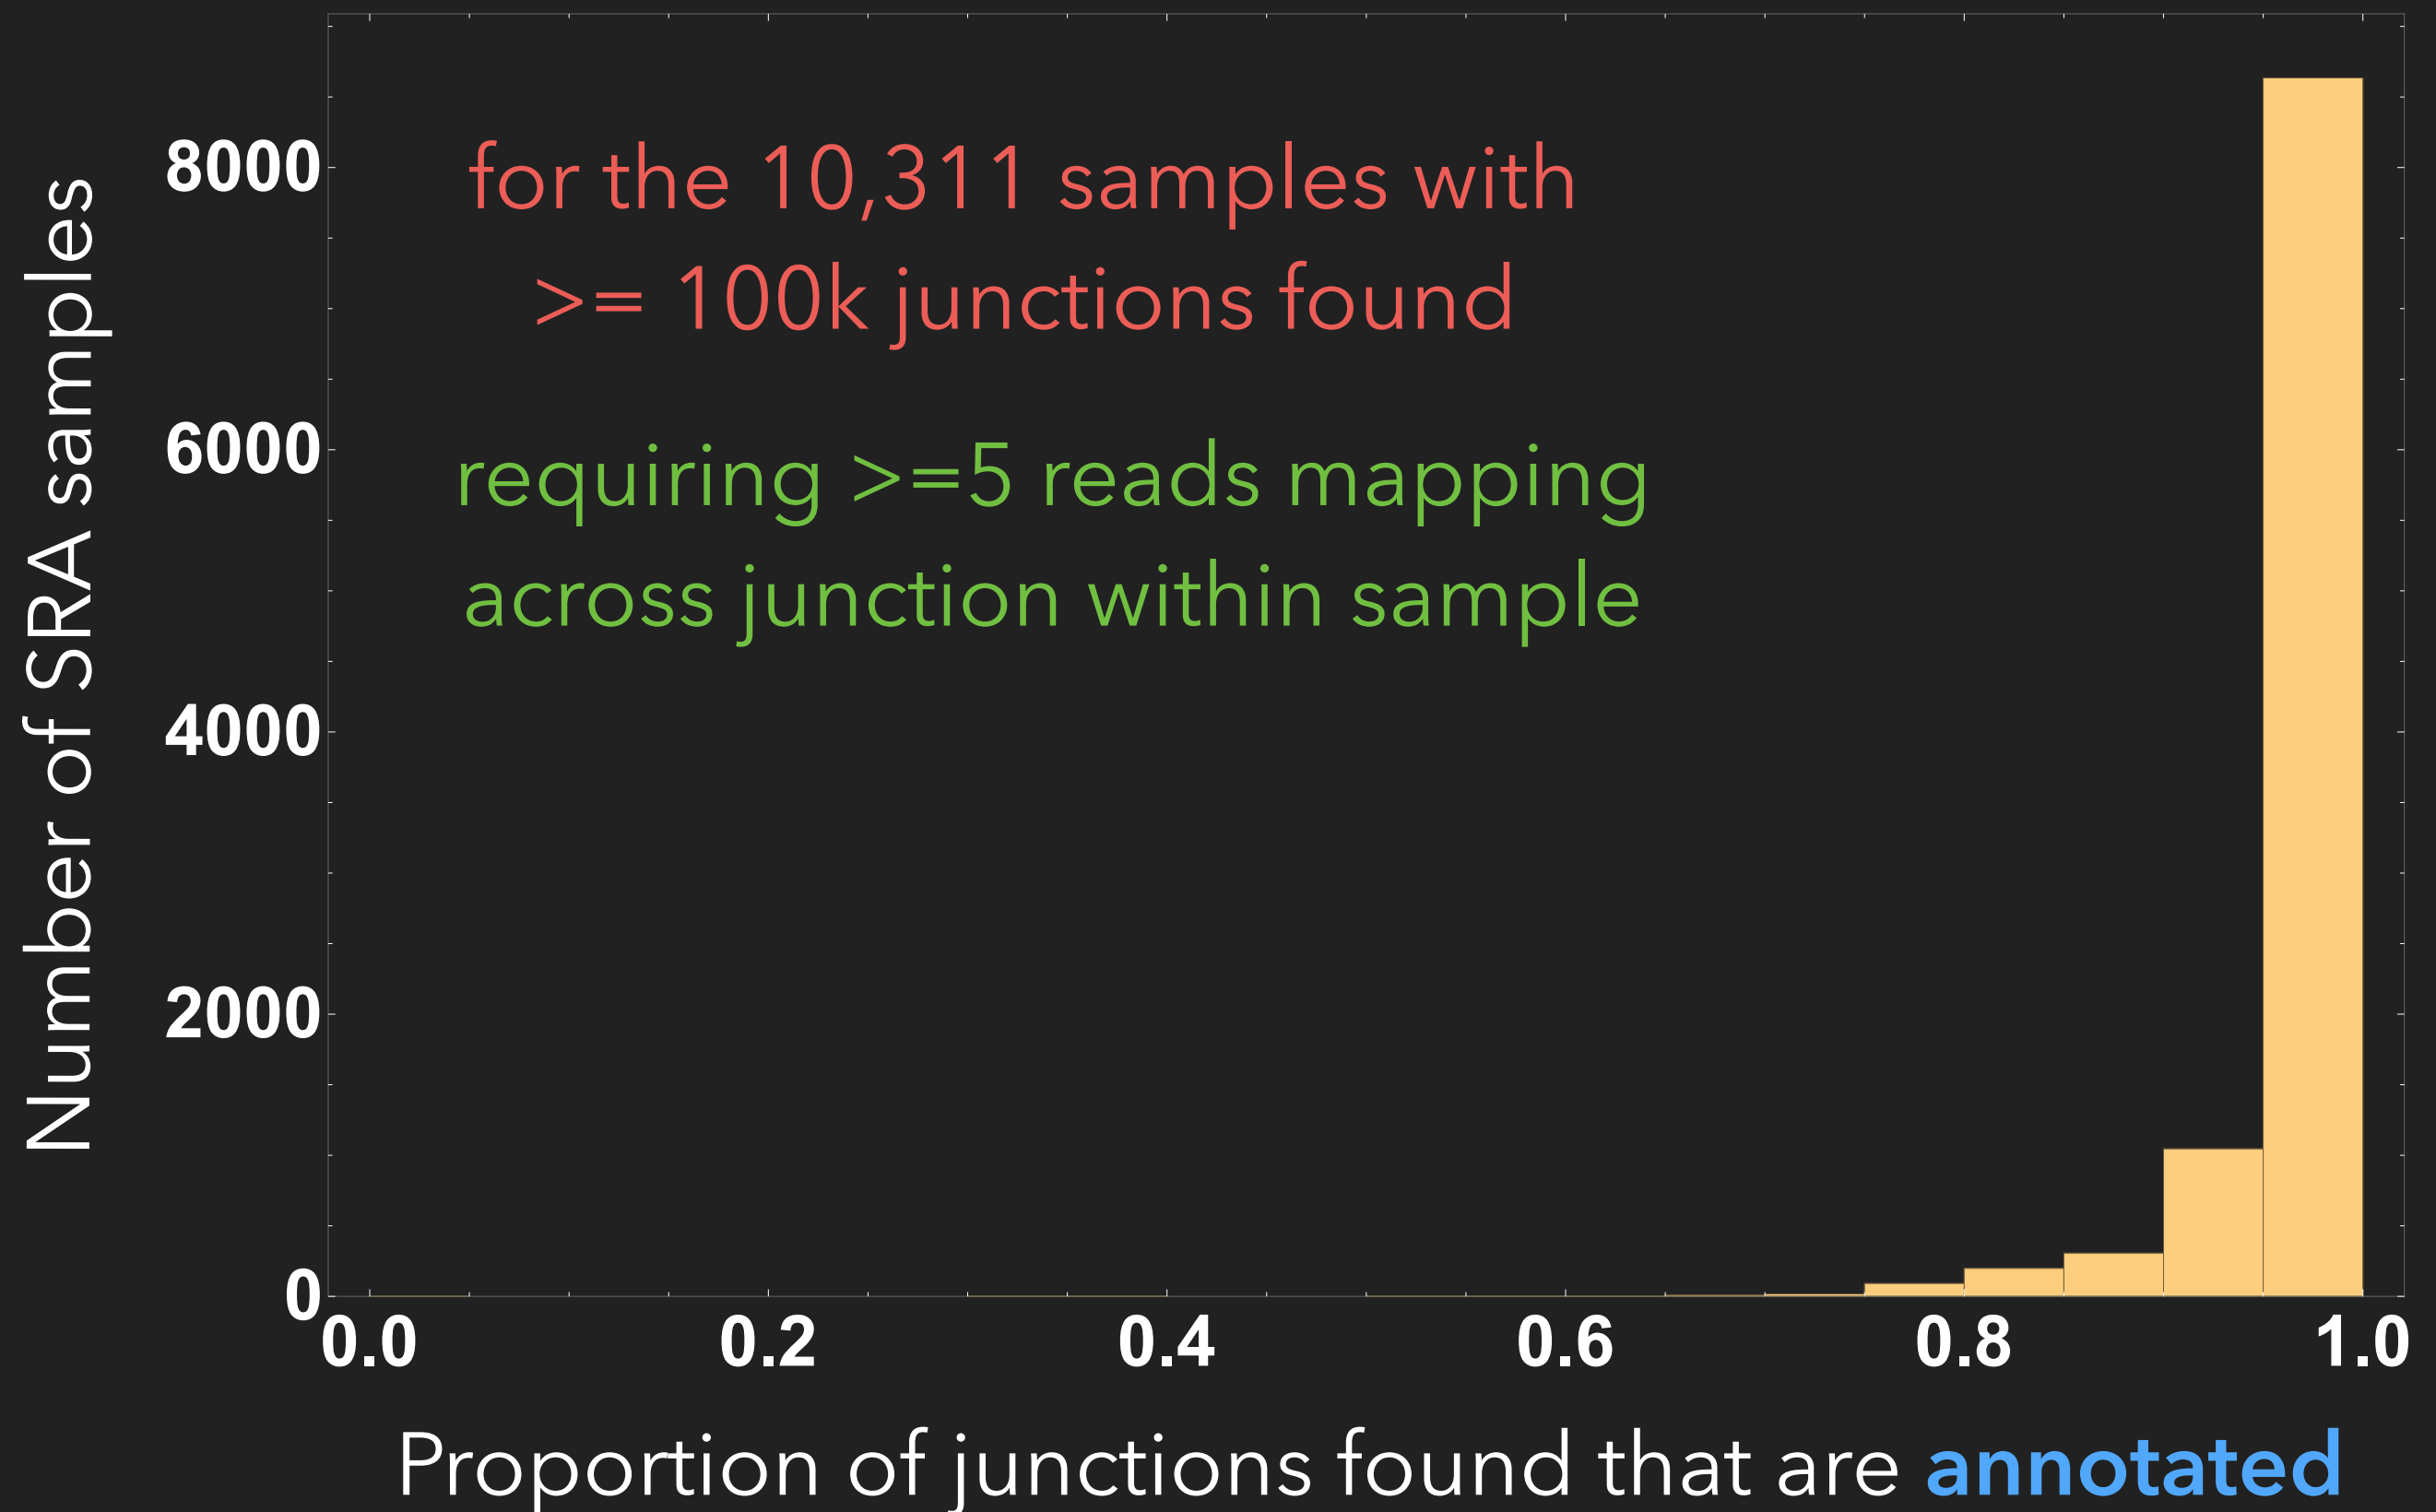 for the 10,311 samples with
>= 100k junctions found
requiring >=5 reads mapping
across junction within sample
Number of SRA samples
8000
6000
4000
2000
0
0.0 0.2 0.4 0.6 0.8 1.0
Proportion of junctions found that are annotated